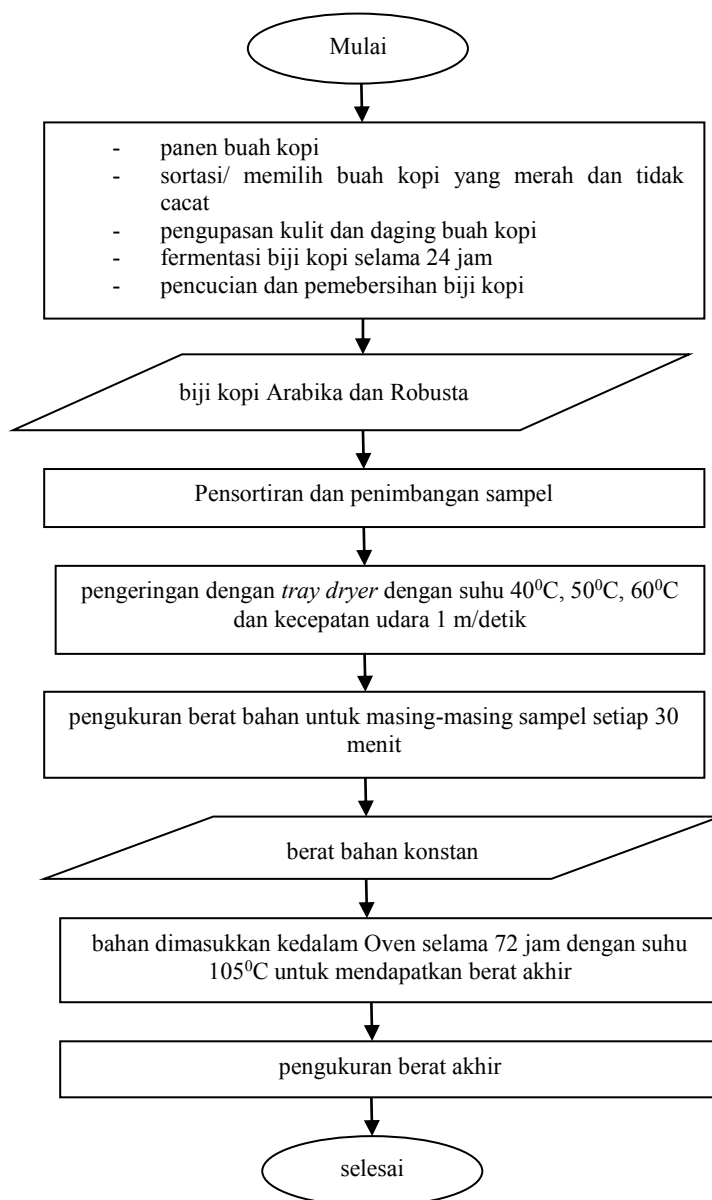 Mulai
- panen buah kopi
- sortasi/ memilih buah kopi yang merah dan tidak
cacat
- pengupasan kulit dan daging buah kopi
- fermentasi biji kopi selama 24 jam
- pencucian dan pemebersihan biji kopi
biji kopi Arabika dan Robusta
Pensortiran dan penimbangan sampel
pengeringan dengan tray dryer dengan suhu 40⁰C, 50⁰C, 60⁰C
dan kecepatan udara 1 m/detik
pengukuran berat bahan untuk masing-masing sampel setiap 30
menit
berat bahan konstan
bahan dimasukkan kedalam Oven selama 72 jam dengan suhu
105⁰C untuk mendapatkan berat akhir
pengukuran berat akhir
selesai